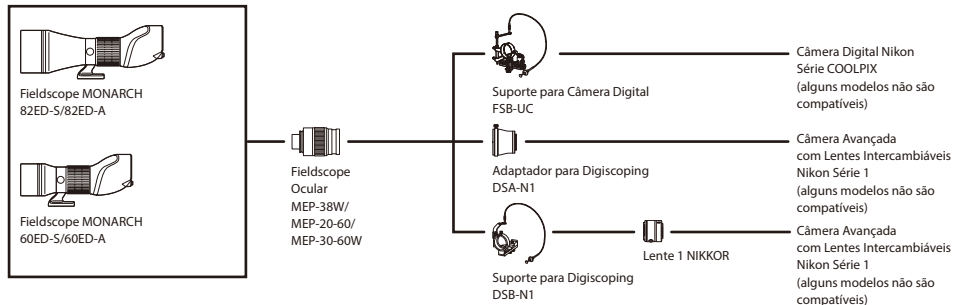 Fieldscope MONARCH
82ED-S/82ED-A
Fieldscope MONARCH
60ED-S/60ED-A
Fieldscope
Ocular
MEP-38W/
MEP-20-60/
MEP-30-60W
Suporte para Câmera Digital
FSB-UC
Adaptador para Digiscoping
DSA-N1
Suporte para Digiscoping
DSB-N1
Lente 1 NIKKOR
Câmera Digital Nikon
Série COOLPIX
(alguns modelos não são
compatíveis)
Câmera Avançada
com Lentes Intercambiáveis
Nikon Série 1
(alguns modelos não são
compatíveis)
Câmera Avançada
com Lentes Intercambiáveis
Nikon Série 1
(alguns modelos não são
compatíveis)